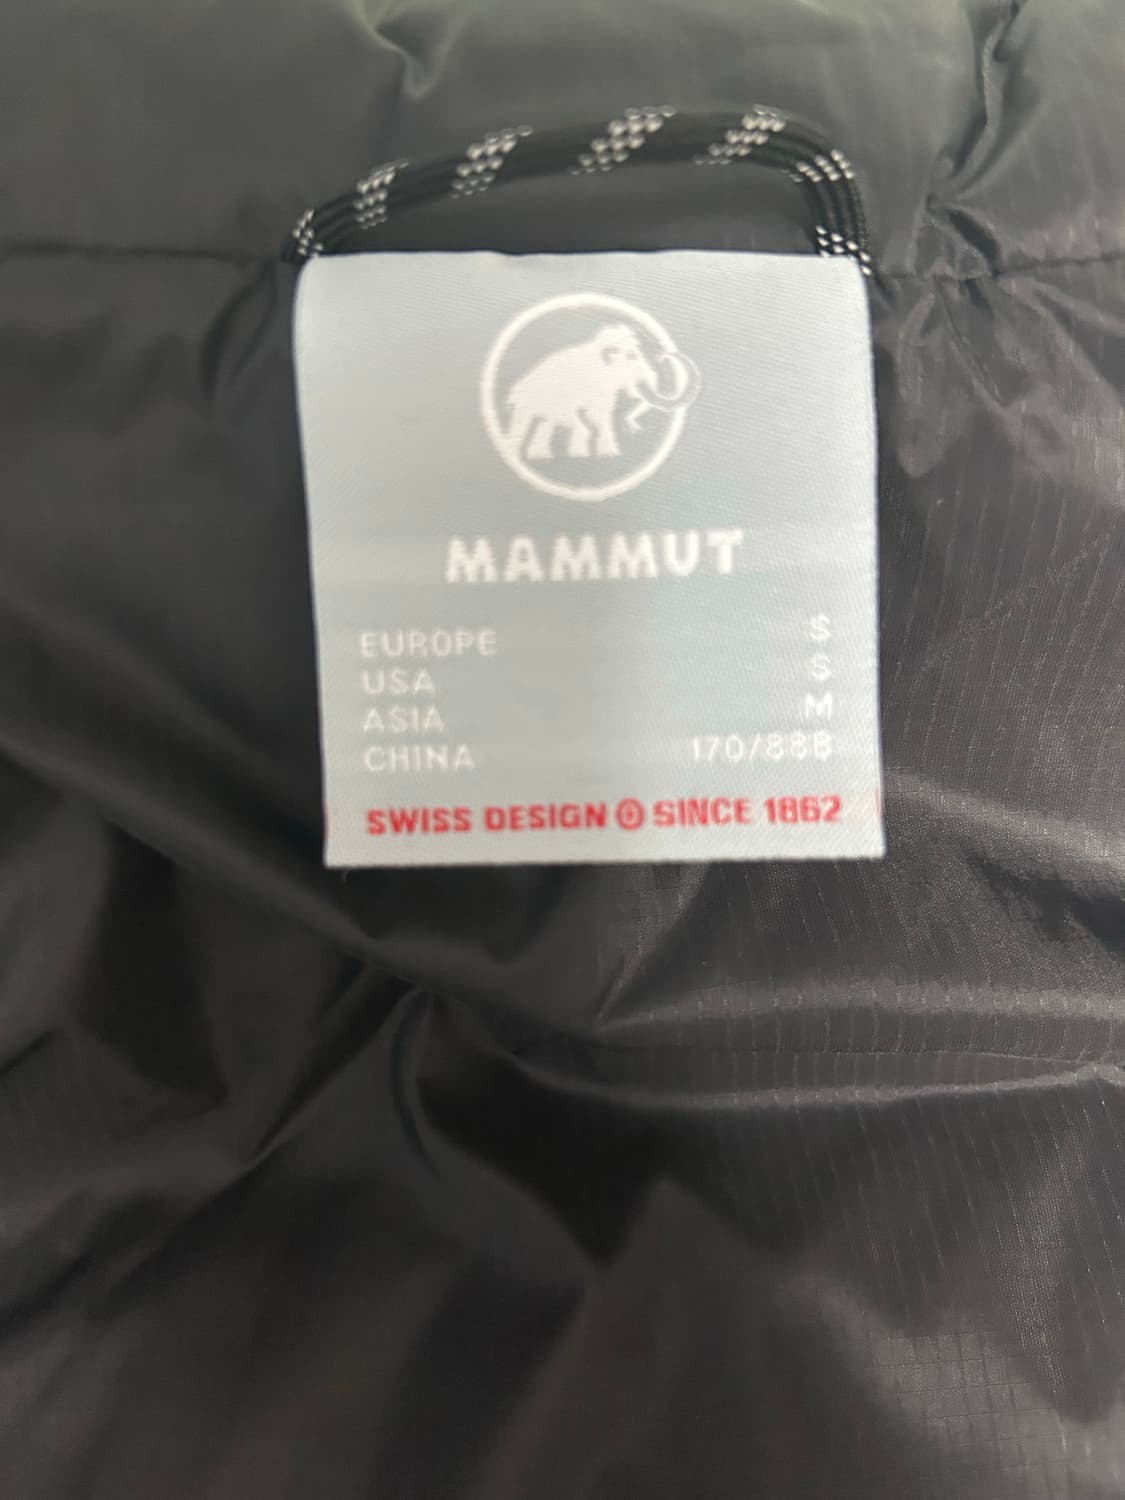 MAMMUT
EUROPE S
USA S
ASIA M
CHINA 170/88B
SWISS DESIGN SINCE 1862